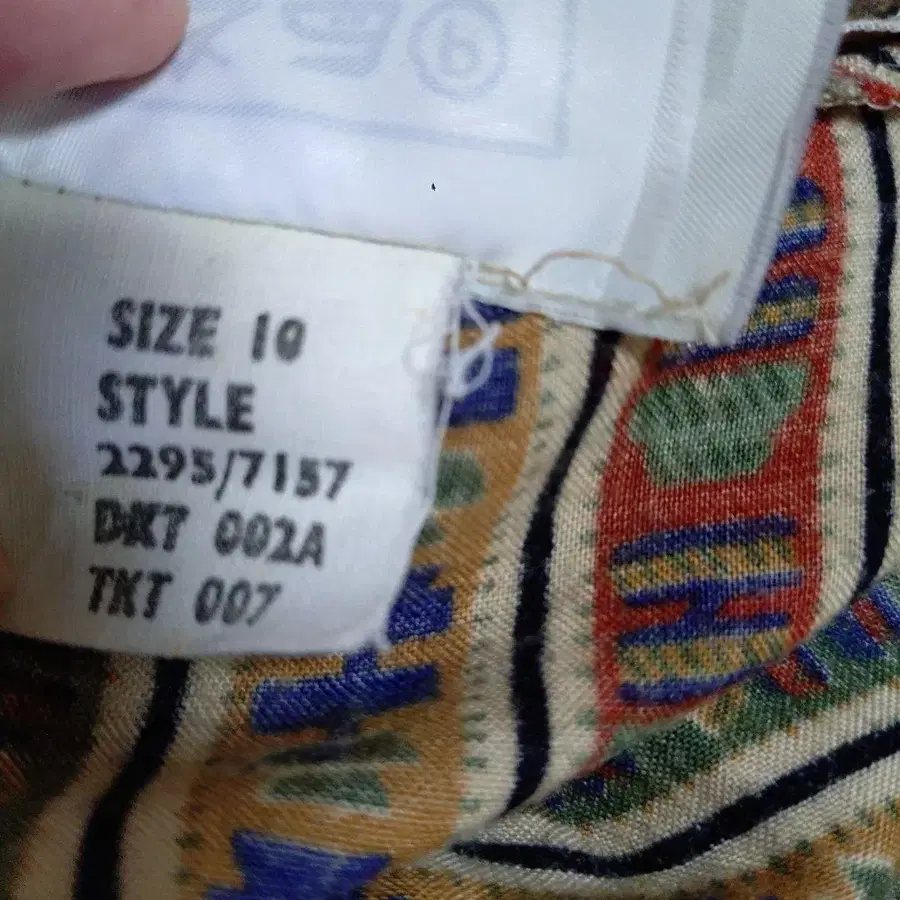 SIZE 10
STYLE
2295/7157
DKT 002A
TKT 007